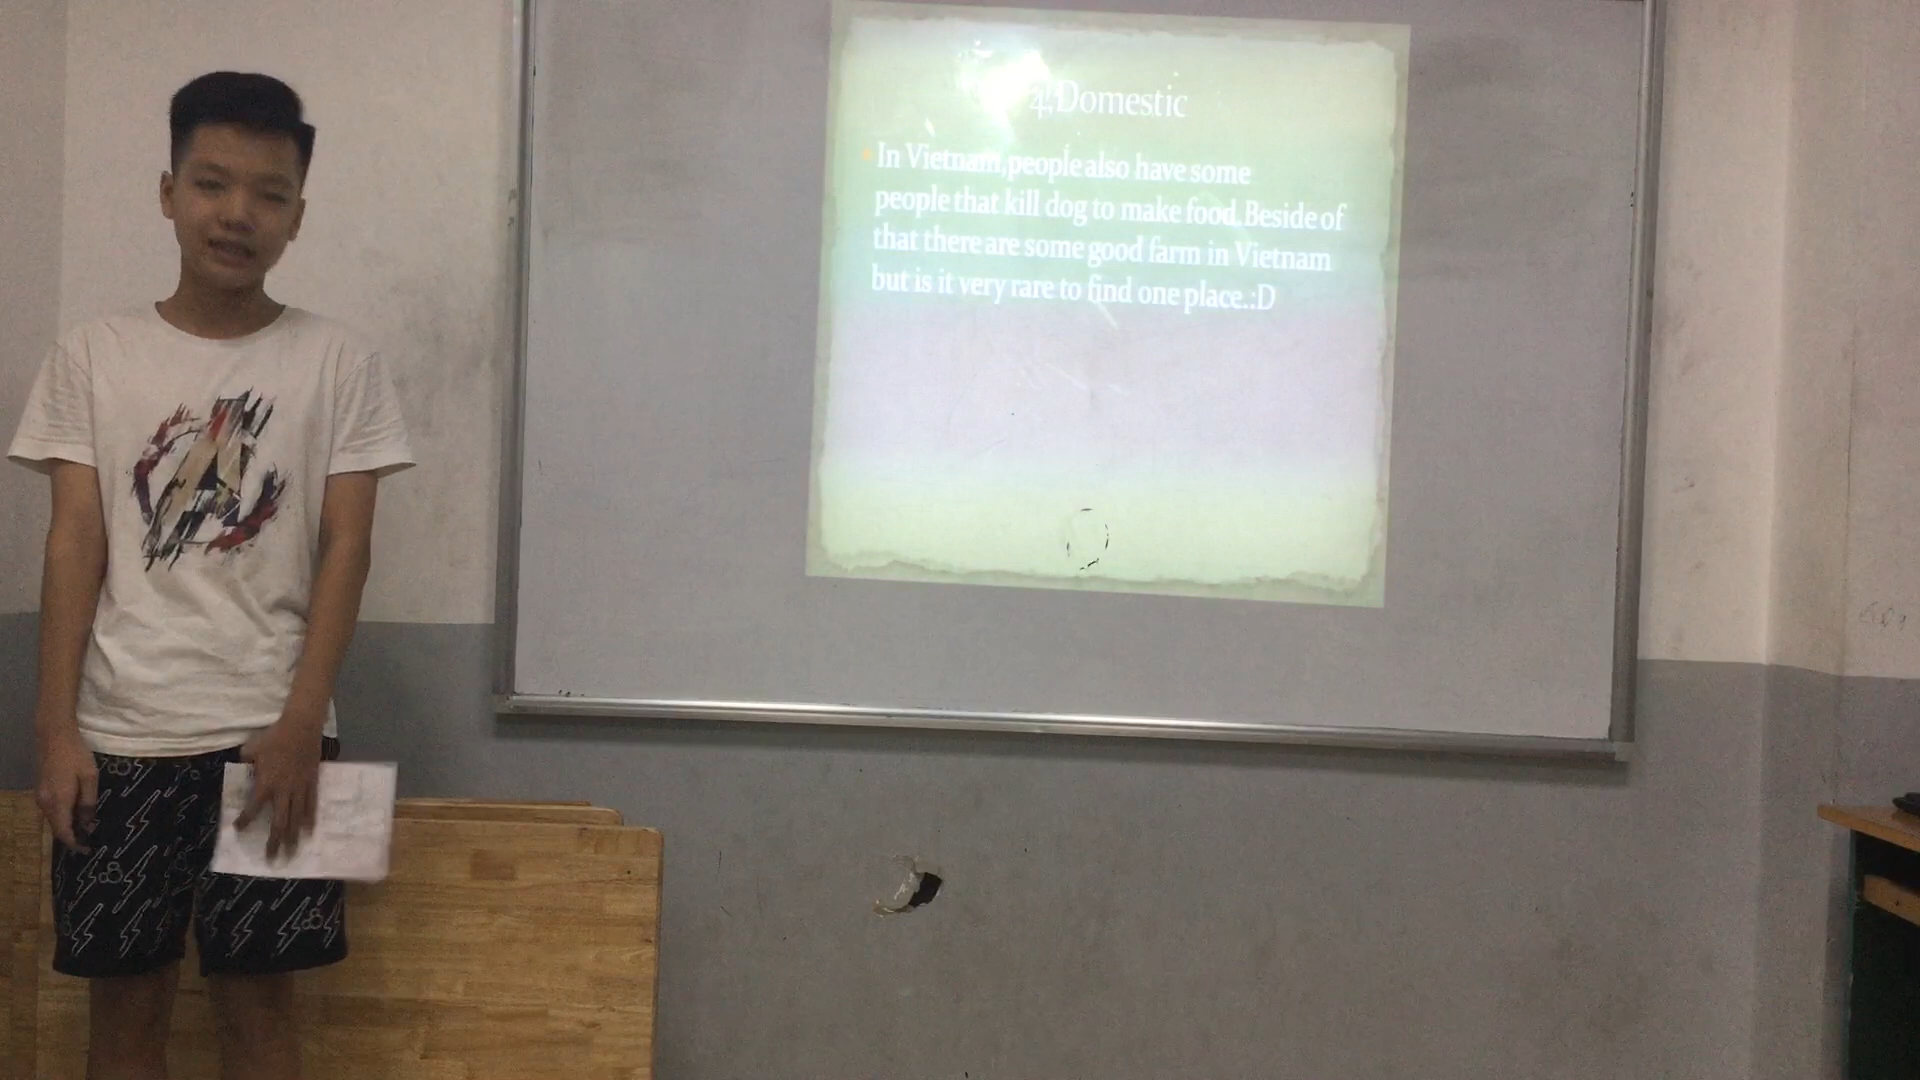 4,Domestic
In Vietnam,people also have some
people that kill dog to make food.Beside of
that there are some good farm in Vietnam
but is it very rare to find one place.:D